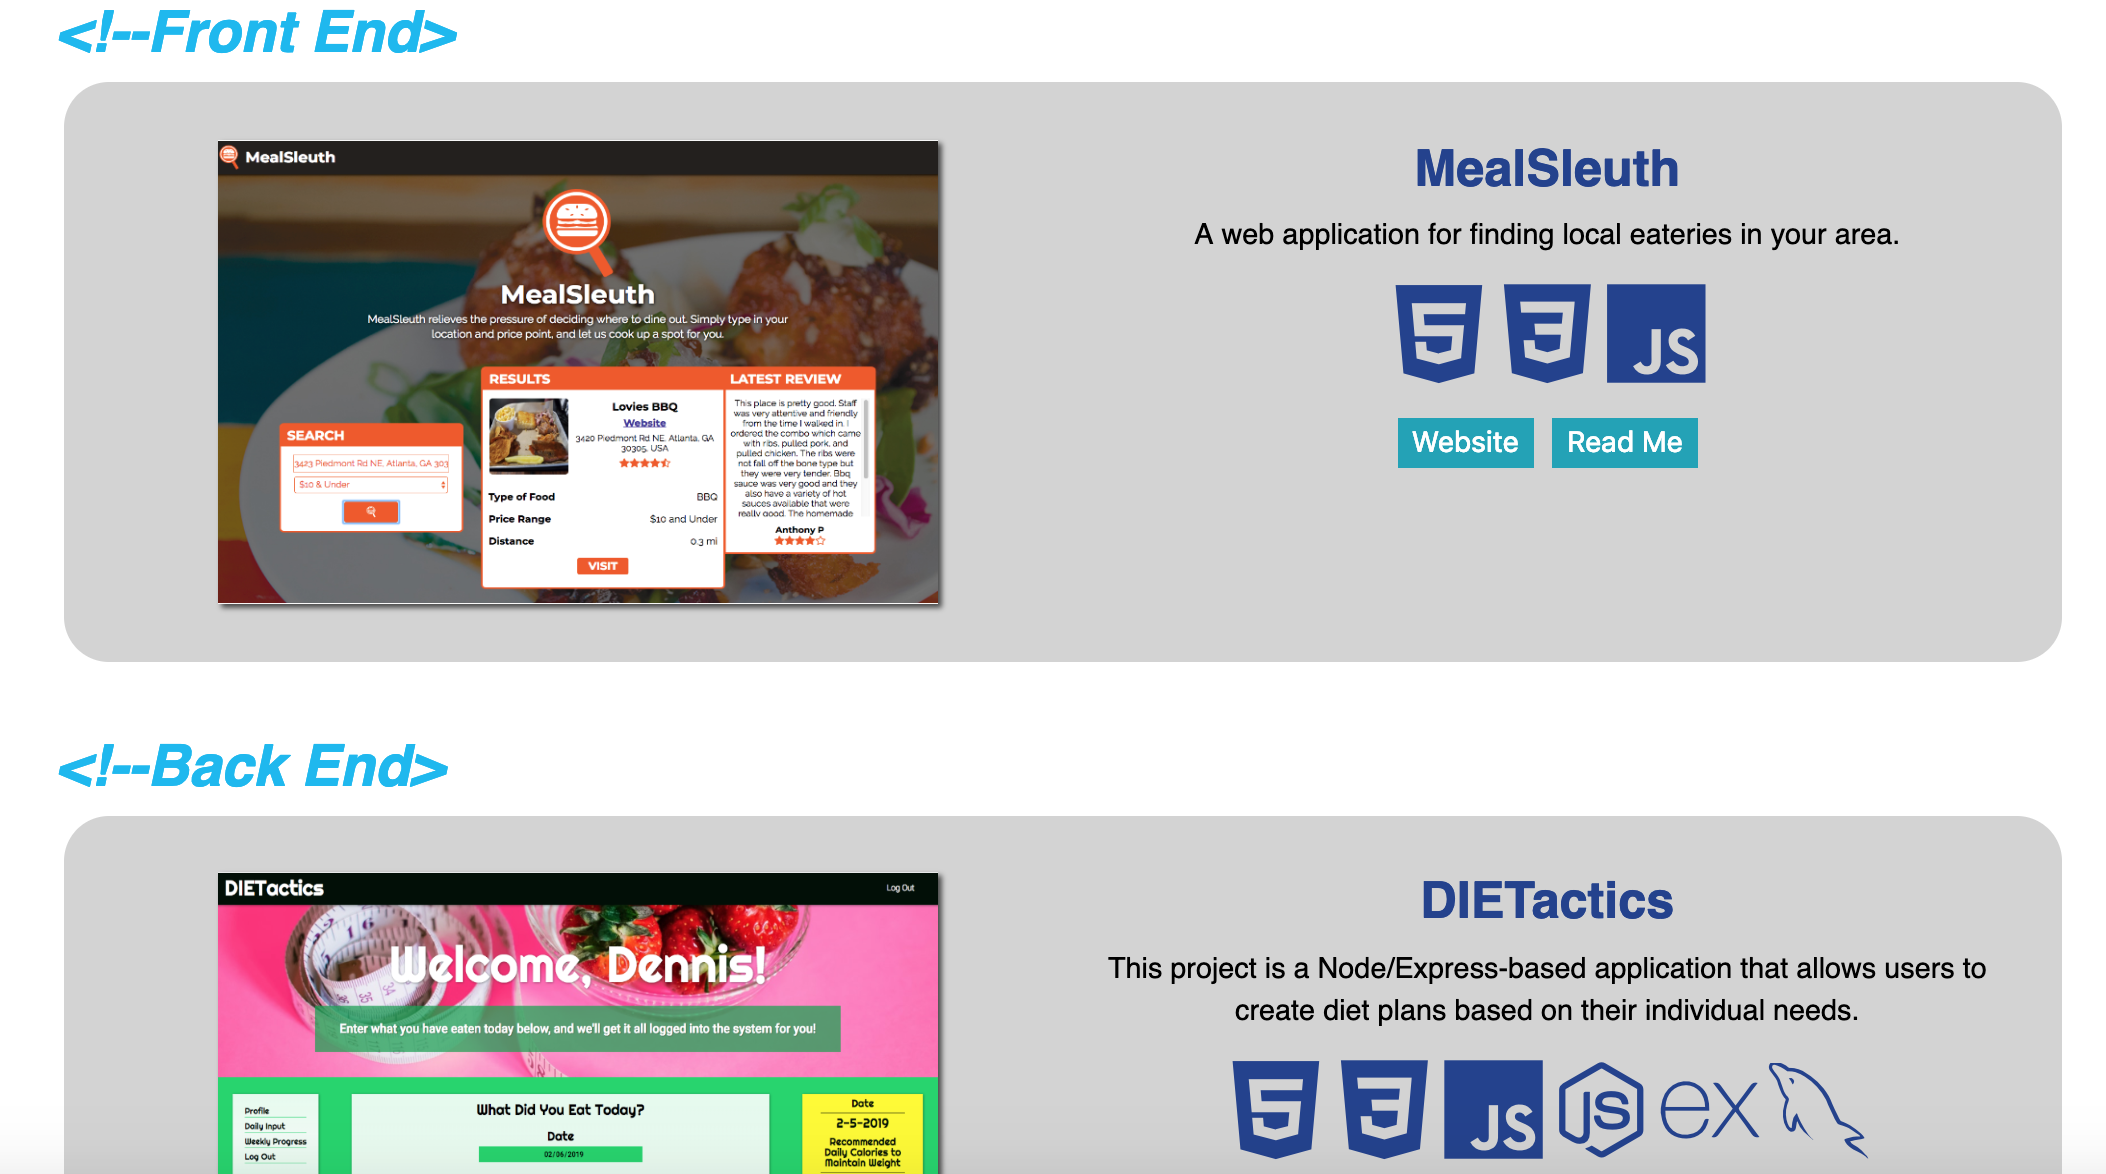 <!--Front End>
MealSleuth
MealSleuth
MealSleuth relieves the pressure of deciding where to dine out. Simply type in your
location and price point, and let us cook up a spot for you.
SEARCH
3423 Piedmont Rd NE, Atlanta, GA 303
$10 & Under
RESULTS
Lovies BBQ
Website
3420 Piedmont Rd NE, Atlanta, GA
30305, USA
Type of Food BBQ
Price Range $10 and Under
Distance 0.3 mi
VISIT
LATEST REVIEW
This place is pretty good. Staff
was very attentive and friendly
from the time I walked in. I
ordered the combo which came
with ribs, pulled pork, and
pulled chicken. The ribs were
not fall off the bone type but
they were very tender. Bbq
sauce was very good and they
also have a variety of hot
sauces available that were
really good. The homemade
Anthony P
MealSleuth
A web application for finding local eateries in your area.
5 3 JS
Website Read Me
<!--Back End>
DIETactics Log Out
Welcome, Dennis!
Enter what you have eaten today below, and we'll get it all logged into the system for you!
Profile
Daily Input
Weekly Progress
Log Out
What Did You Eat Today?
Date
02/06/2019
Date
2-5-2019
Recommended
Daily Calories to
Maintain Weight
DIETactics
This project is a Node/Express-based application that allows users to
create diet plans based on their individual needs.
5 3 JS JS ex